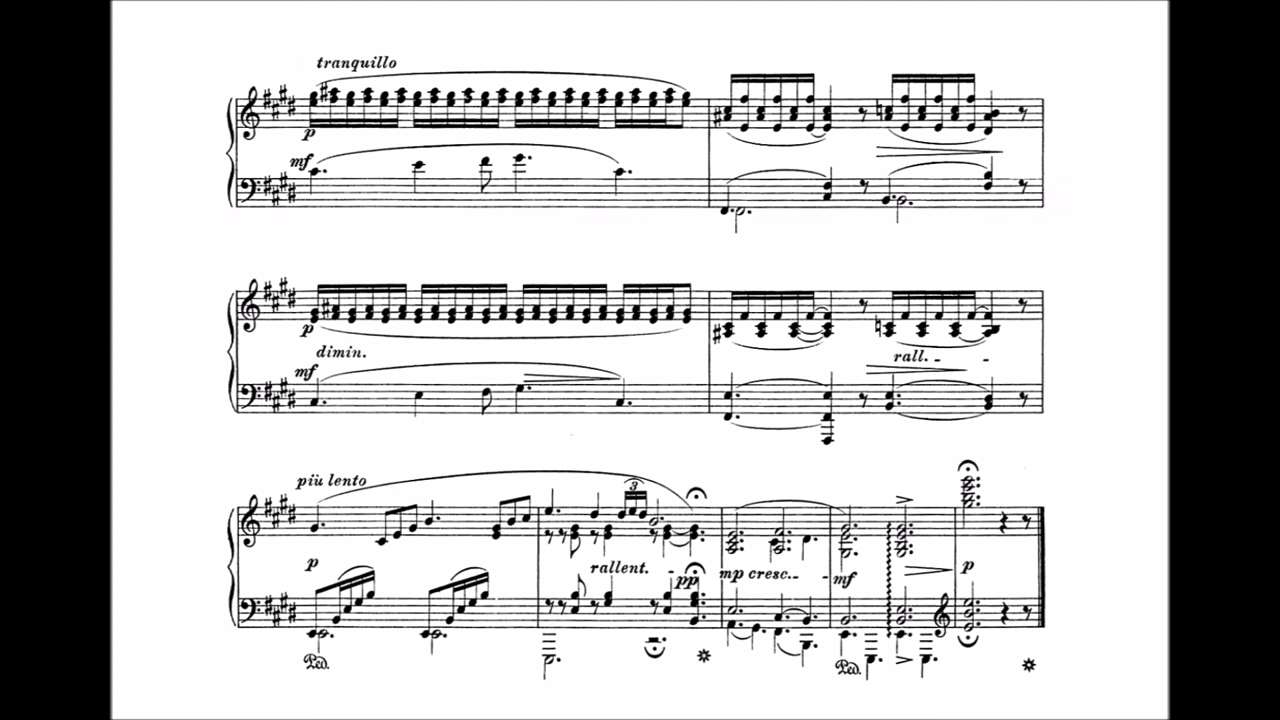 tranquillo
p
mf
p
dimin.
mf
rall.
più lento
3
p
rallent.
pp
mp cresc.
mf
p
Ped.
Ped.